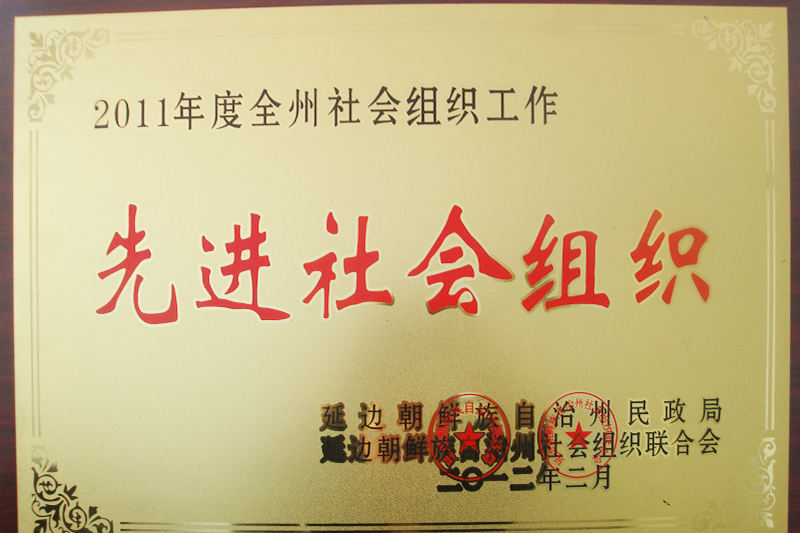 2011年度全州社会组织工作
先进社会组织
延边朝鲜族自治州民政局
延边朝鲜族自治州社会组织联合会
二〇一二年二月